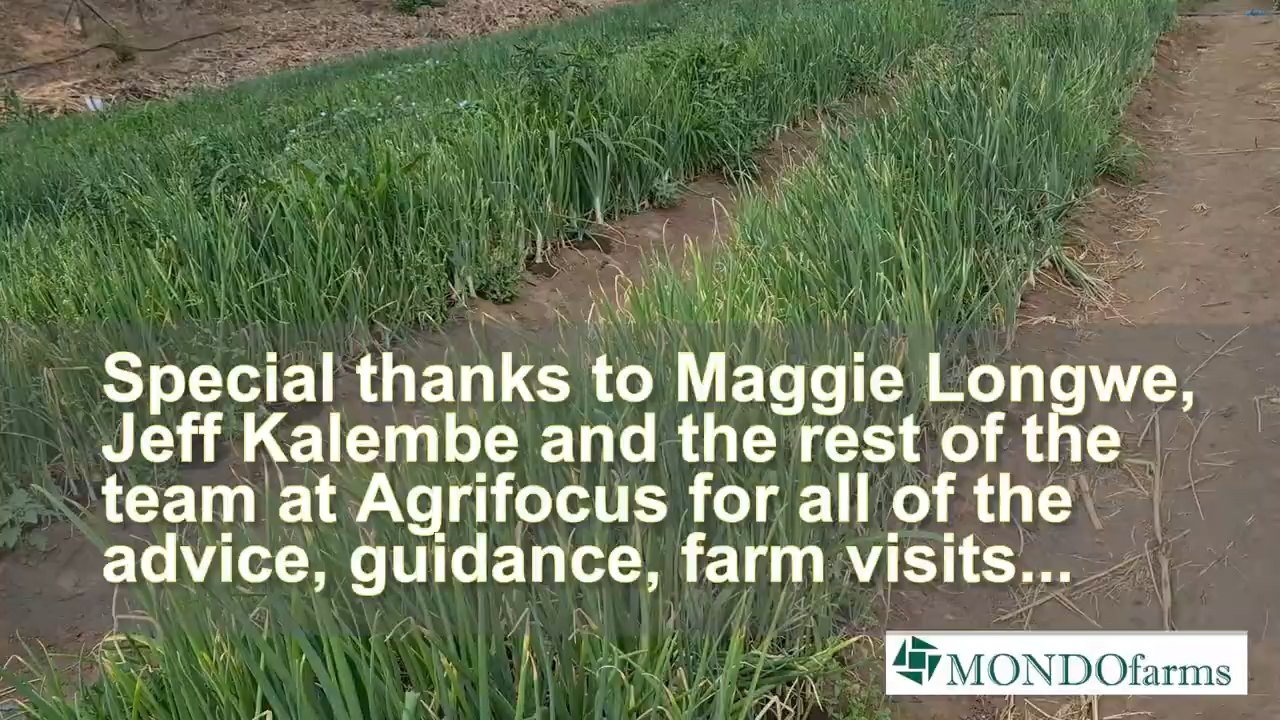 Special thanks to Maggie Longwe,
Jeff Kalembe and the rest of the
team at Agrifocus for all of the
advice, guidance, farm visits...
MONDOfarms